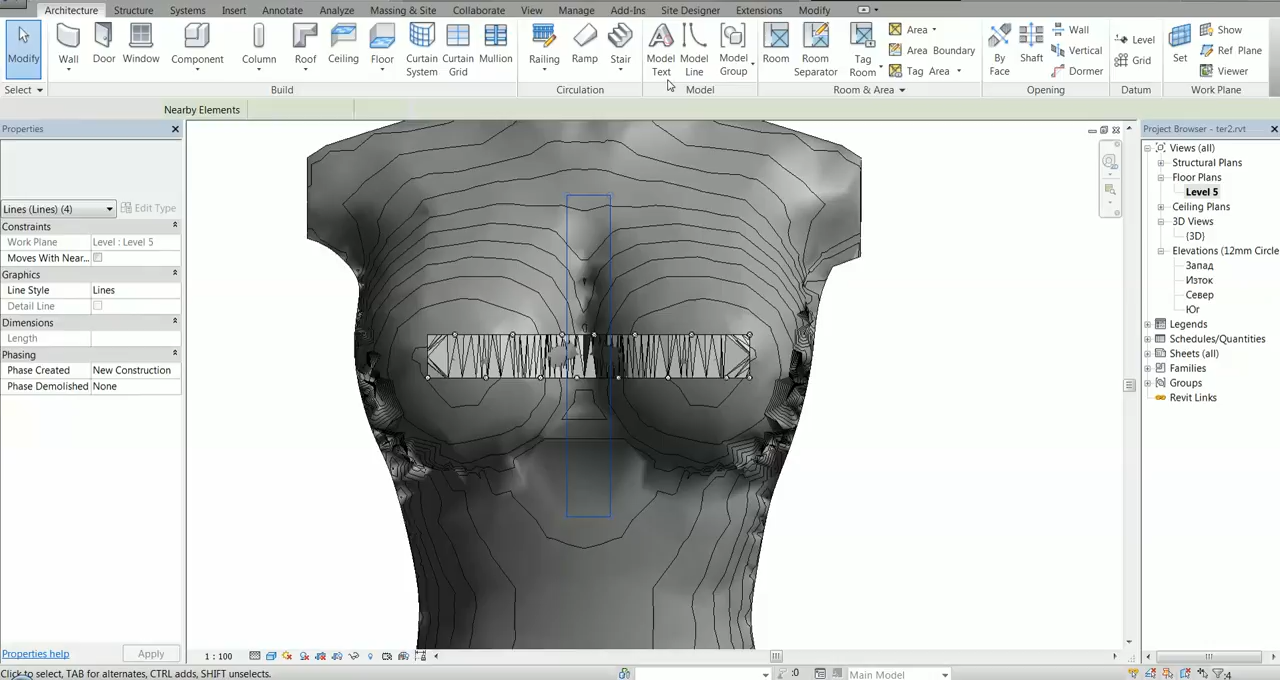 Architecture Structure Systems Insert Annotate Analyze Massing & Site Collaborate View Manage Add-Ins Site Designer Extensions Modify
Modify
Wall
Door
Window
Component
Column
Roof
Ceiling
Floor
Curtain System
Curtain Grid
Mullion
Railing
Ramp
Stair
Model Text
Model Line
Model Group
Room
Room Separator
Tag Room
Area
Area Boundary
Tag Area
By Face
Shaft
Wall
Vertical
Dormer
Level
Grid
Set
Show
Ref Plane
Viewer
Select
Build
Circulation
Model
Room & Area
Opening
Datum
Work Plane
Nearby Elements
Properties
Lines (Lines) (4)
Edit Type
Constraints
Work Plane Level : Level 5
Moves With Near...
Graphics
Line Style Lines
Detail Line
Dimensions
Length
Phasing
Phase Created New Construction
Phase Demolished None
Properties help
Apply
Project Browser - ter2.rvt
Views (all)
Structural Plans
Floor Plans
Level 5
Ceiling Plans
3D Views
{3D}
Elevations (12mm Circle
Запад
Изток
Север
Юг
Legends
Schedules/Quantities
Sheets (all)
Families
Groups
Revit Links
1 : 100
Click to select, TAB for alternates, CTRL adds, SHIFT unselects.
:0
Main Model
:4